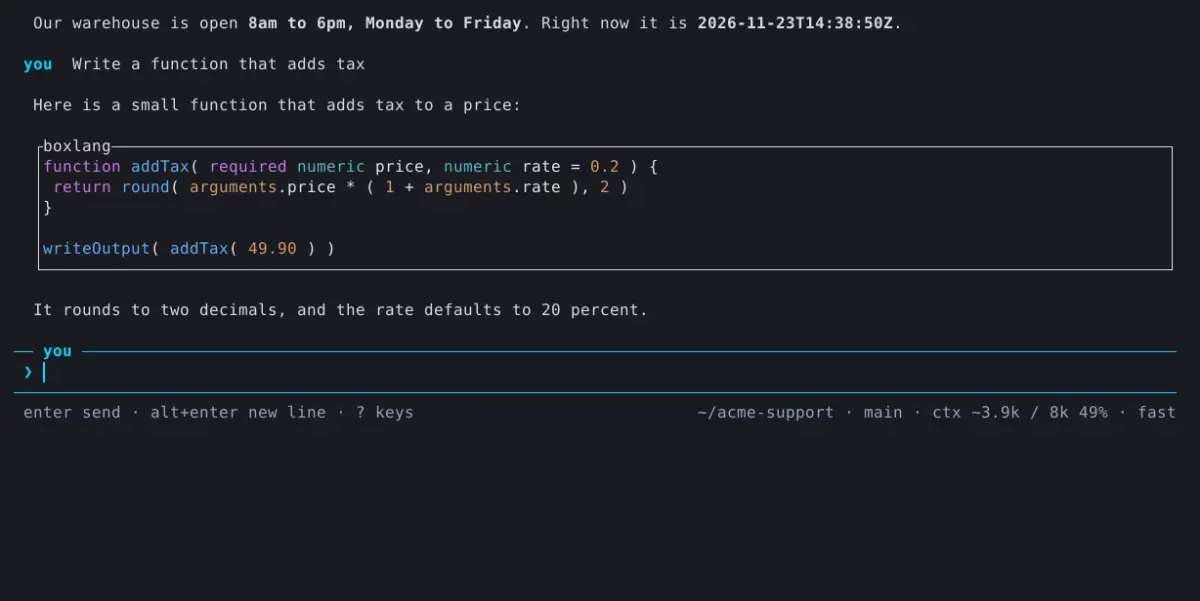 Our warehouse is open 8am to 6pm, Monday to Friday. Right now it is 2026-11-23T14:38:50Z.
you Write a function that adds tax
Here is a small function that adds tax to a price:
boxlang
function addTax( required numeric price, numeric rate = 0.2 ) {
return round( arguments.price * ( 1 + arguments.rate ), 2 )
}
writeOutput( addTax( 49.90 ) )
It rounds to two decimals, and the rate defaults to 20 percent.
you
❯
enter send · alt+enter new line · ? keys ~/acme-support · main · ctx ~3.9k / 8k 49% · fast